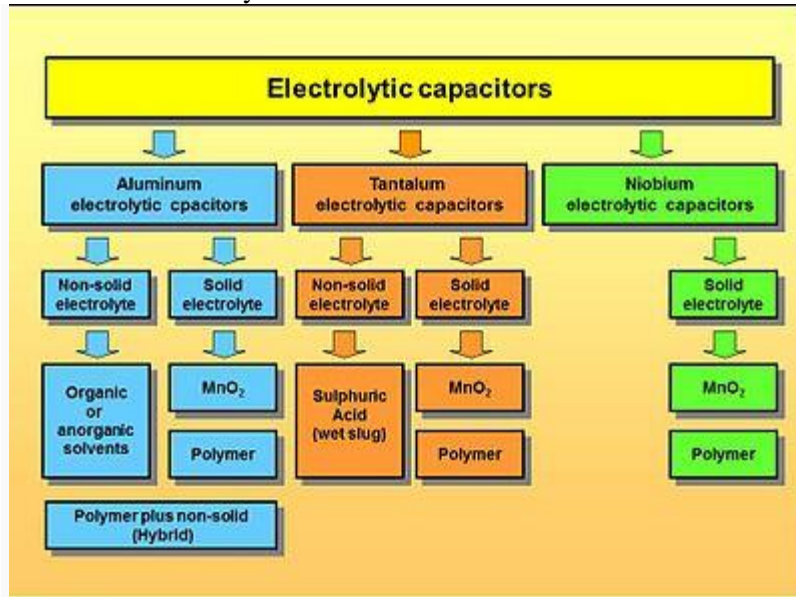 Electrolytic capacitors
Aluminum
electrolytic cpacitors
Tantalum
electrolytic capacitors
Niobium
electrolytic capacitors
Non-solid
electrolyte
Solid
electrolyte
Non-solid
electrolyte
Solid
electrolyte
Solid
electrolyte
Organic
or
anorganic
solvents
MnO₂
Polymer
Sulphuric
Acid
(wet slug)
MnO₂
Polymer
MnO₂
Polymer
Polymer plus non-solid
(Hybrid)